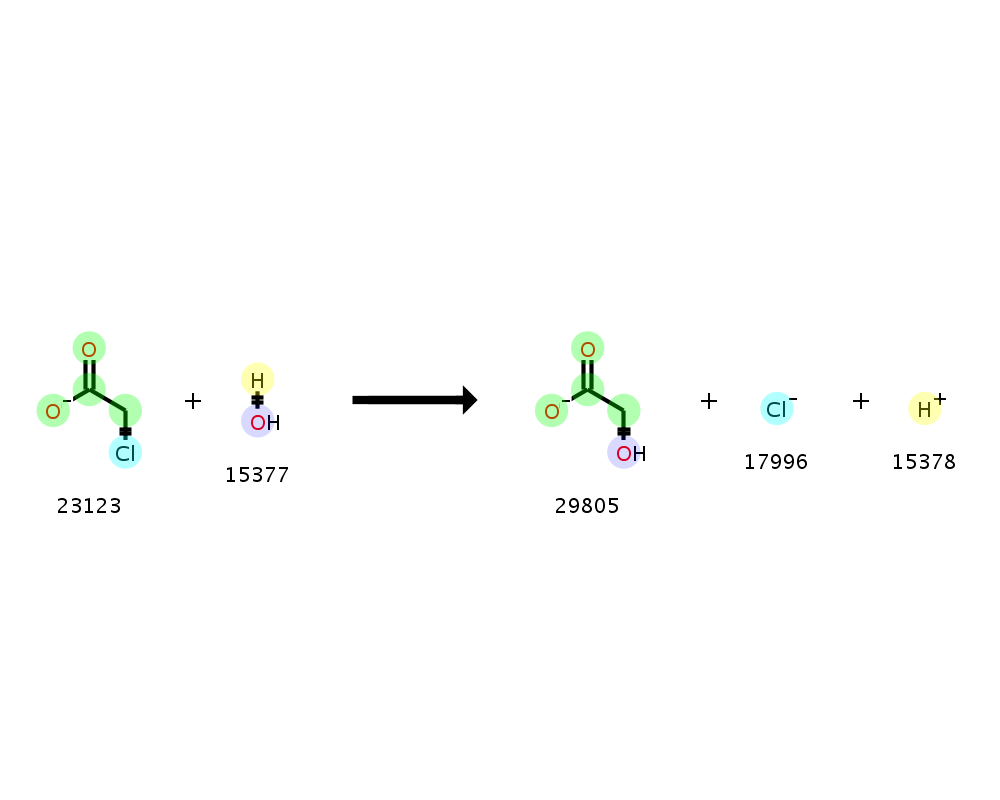 O
O-
Cl
23123
+
H
OH
15377
O
O-
OH
29805
+
Cl-
17996
+
H+
15378